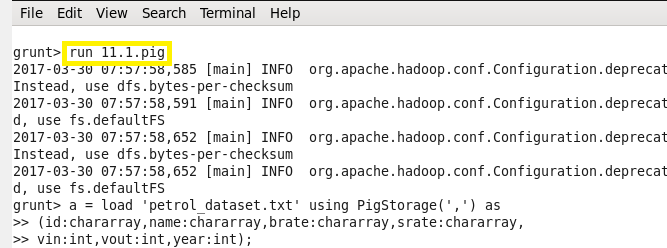 File Edit View Search Terminal Help
grunt> run 11.1.pig
2017-03-30 07:57:58,585 [main] INFO  org.apache.hadoop.conf.Configuration.deprecat
Instead, use dfs.bytes-per-checksum
2017-03-30 07:57:58,591 [main] INFO  org.apache.hadoop.conf.Configuration.deprecat
d, use fs.defaultFS
2017-03-30 07:57:58,652 [main] INFO  org.apache.hadoop.conf.Configuration.deprecat
Instead, use dfs.bytes-per-checksum
2017-03-30 07:57:58,652 [main] INFO  org.apache.hadoop.conf.Configuration.deprecat
d, use fs.defaultFS
grunt> a = load 'petrol_dataset.txt' using PigStorage(',') as
>> (id:chararray,name:chararray,brate:chararray,srate:chararray,
>> vin:int,vout:int,year:int);